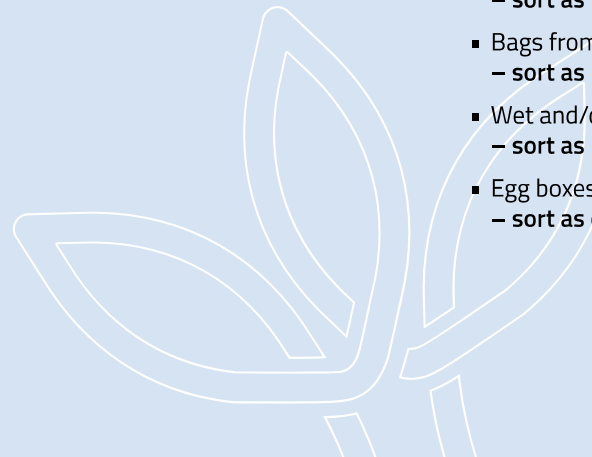 – sort as
Bags from
– sort as
Wet and/
– sort as
Egg boxes
– sort as